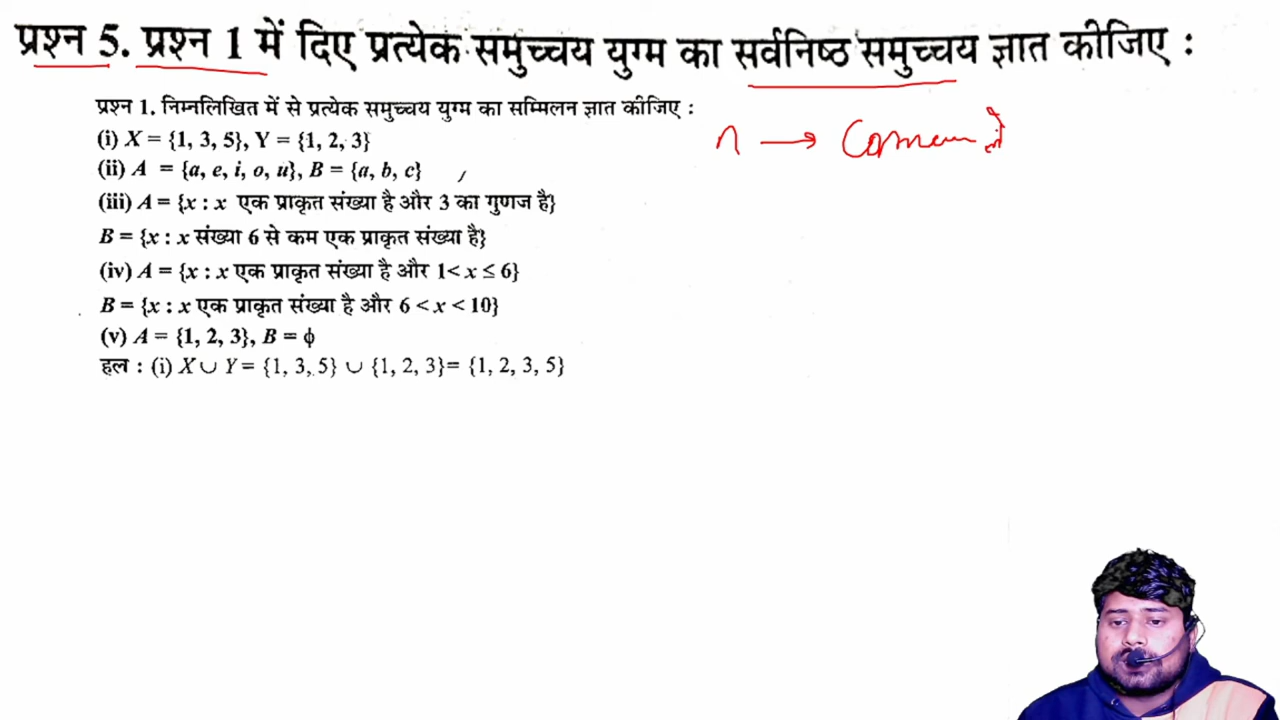 प्रश्न 5. प्रश्न 1 में दिए प्रत्येक समुच्चय युग्म का सर्वनिष्ठ समुच्चय ज्ञात कीजिए :
प्रश्न 1. निम्नलिखित में से प्रत्येक समुच्चय युग्म का सम्मिलन ज्ञात कीजिए :
∩ →
(i) X = {1, 3, 5}, Y = {1, 2, 3}
(ii) A = {a, e, i, o, u}, B = {a, b, c}
(iii) A = {x : x एक प्राकृत संख्या है और 3 का गुणज है}
B = {x : x संख्या 6 से कम एक प्राकृत संख्या है}
(iv) A = {x : x एक प्राकृत संख्या है और 1 < x ≤ 6}
B = {x : x एक प्राकृत संख्या है और 6 < x < 10}
(v) A = {1, 2, 3}, B = ϕ
हल : (i) X ∪ Y = {1, 3, 5} ∪ {1, 2, 3} = {1, 2, 3, 5}